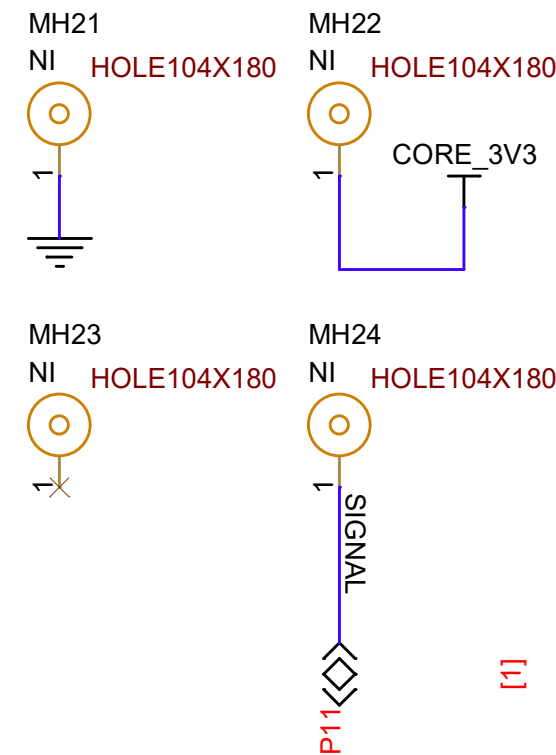 MH21
NI
HOLE104X180
1
MH22
NI
HOLE104X180
1
CORE_3V3
MH23
NI
HOLE104X180
1
MH24
NI
HOLE104X180
1
SIGNAL
P11
[1]